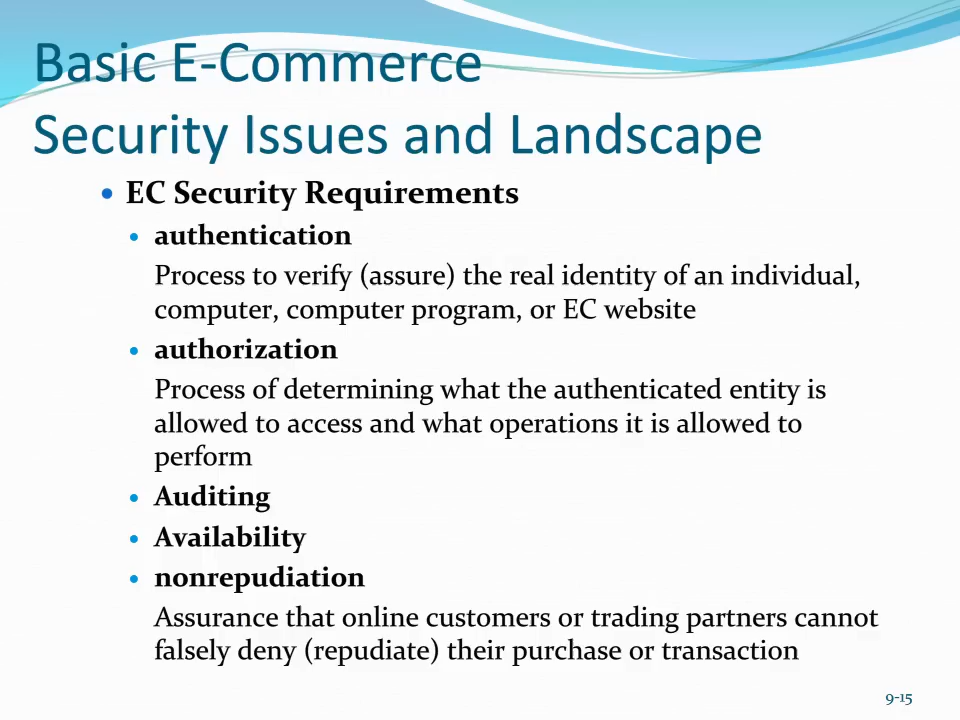 Basic E-Commerce
Security Issues and Landscape
• EC Security Requirements
• authentication
Process to verify (assure) the real identity of an individual,
computer, computer program, or EC website
• authorization
Process of determining what the authenticated entity is
allowed to access and what operations it is allowed to
perform
• Auditing
• Availability
• nonrepudiation
Assurance that online customers or trading partners cannot
falsely deny (repudiate) their purchase or transaction
9-15